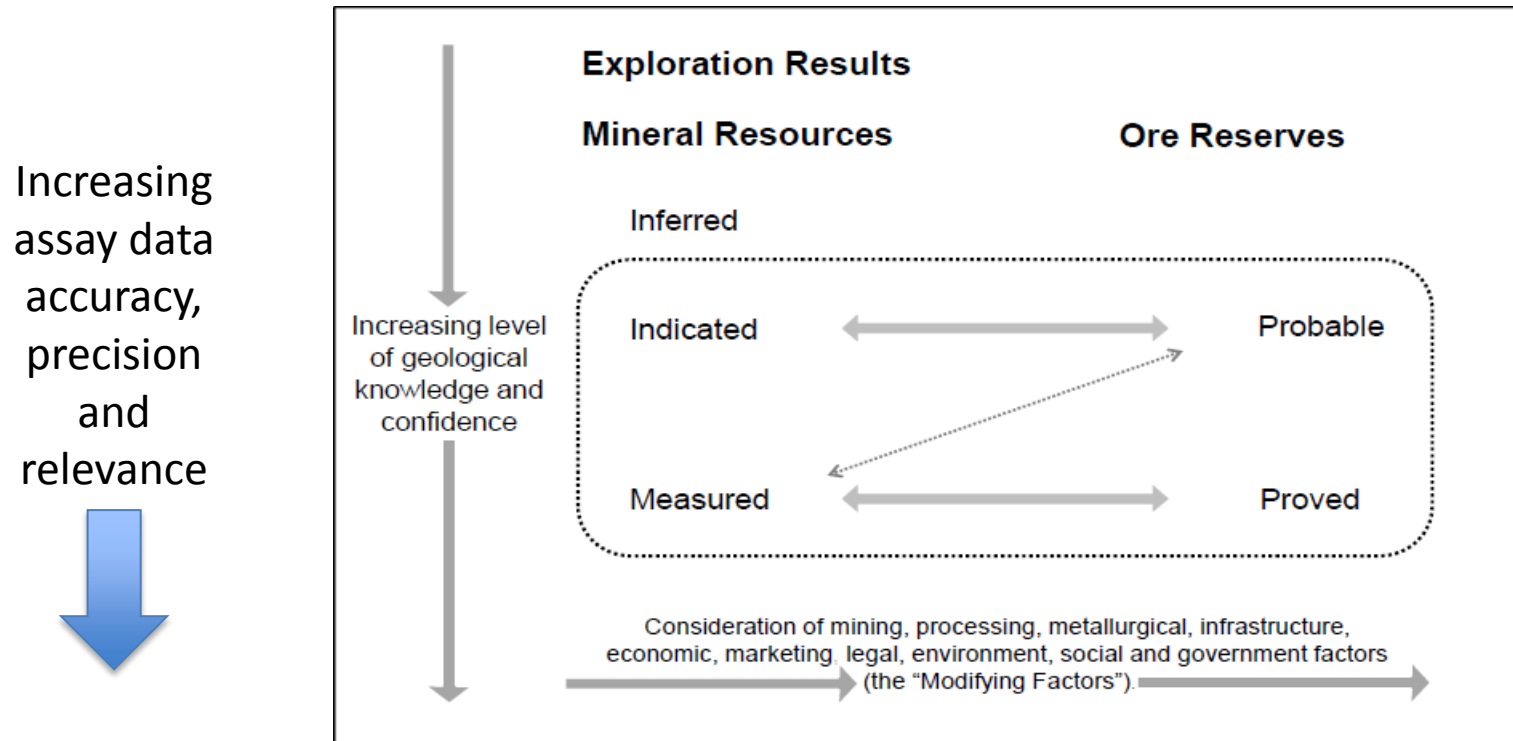 Increasing
assay data
accuracy,
precision
and
relevance
Exploration Results
Mineral Resources
Ore Reserves
Inferred
Increasing level
of geological
knowledge and
confidence
Indicated
Probable
Measured
Proved
Consideration of mining, processing, metallurgical, infrastructure,
economic, marketing, legal, environment, social and government factors
(the “Modifying Factors”).